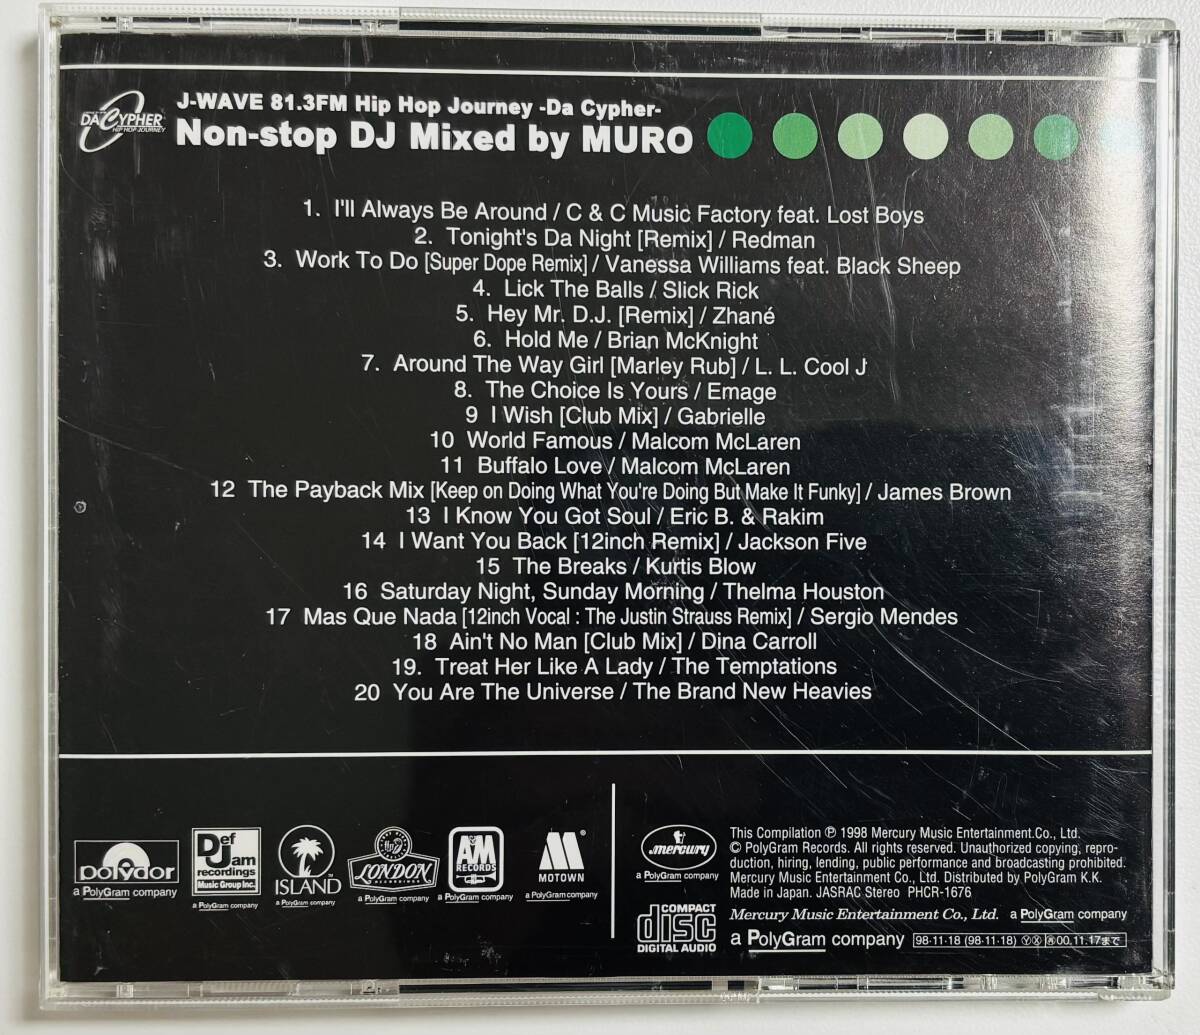 J-WAVE 81.3FM Hip Hop Journey -Da Cypher-
DA CYPHER
HIP HOP JOURNEY
Non-stop DJ Mixed by MURO
1. I'll Always Be Around / C & C Music Factory feat. Lost Boys
2. Tonight's Da Night [Remix] / Redman
3. Work To Do [Super Dope Remix] / Vanessa Williams feat. Black Sheep
4. Lick The Balls / Slick Rick
5. Hey Mr. D.J. [Remix] / Zhané
6. Hold Me / Brian McKnight
7. Around The Way Girl [Marley Rub] / L. L. Cool J
8. The Choice Is Yours / Emage
9 I Wish [Club Mix] / Gabrielle
10 World Famous / Malcom McLaren
11 Buffalo Love / Malcom McLaren
12 The Payback Mix [Keep on Doing What You're Doing But Make It Funky] / James Brown
13 I Know You Got Soul / Eric B. & Rakim
14 I Want You Back [12inch Remix] / Jackson Five
15 The Breaks / Kurtis Blow
16 Saturday Night, Sunday Morning / Thelma Houston
17 Mas Que Nada [12inch Vocal : The Justin Strauss Remix] / Sergio Mendes
18 Ain't No Man [Club Mix] / Dina Carroll
19. Treat Her Like A Lady / The Temptations
20 You Are The Universe / The Brand New Heavies
polydor
a PolyGram company
Def Jam
recordings
Music Group Inc.
a PolyGram company
ISLAND™
a PolyGram company
LONDON
RECORDINGS
a PolyGram company
A&M
RECORDS
a PolyGram company
MOTOWN
a PolyGram company
mercury
a PolyGram company
This Compilation ℗ 1998 Mercury Music Entertainment.Co., Ltd.
© PolyGram Records. All rights reserved. Unauthorized copying, repro-
duction, hiring, lending, public performance and broadcasting prohibited.
Mercury Music Entertainment Co., Ltd. Distributed by PolyGram K.K.
Made in Japan. JASRAC Stereo PHCR-1676
COMPACT
disc
DIGITAL AUDIO
Mercury Music Entertainment Co., Ltd. a PolyGram company
a PolyGram company 98·11·18 (98·11·18) Ⓨ Ⓧ 00.11.17まで